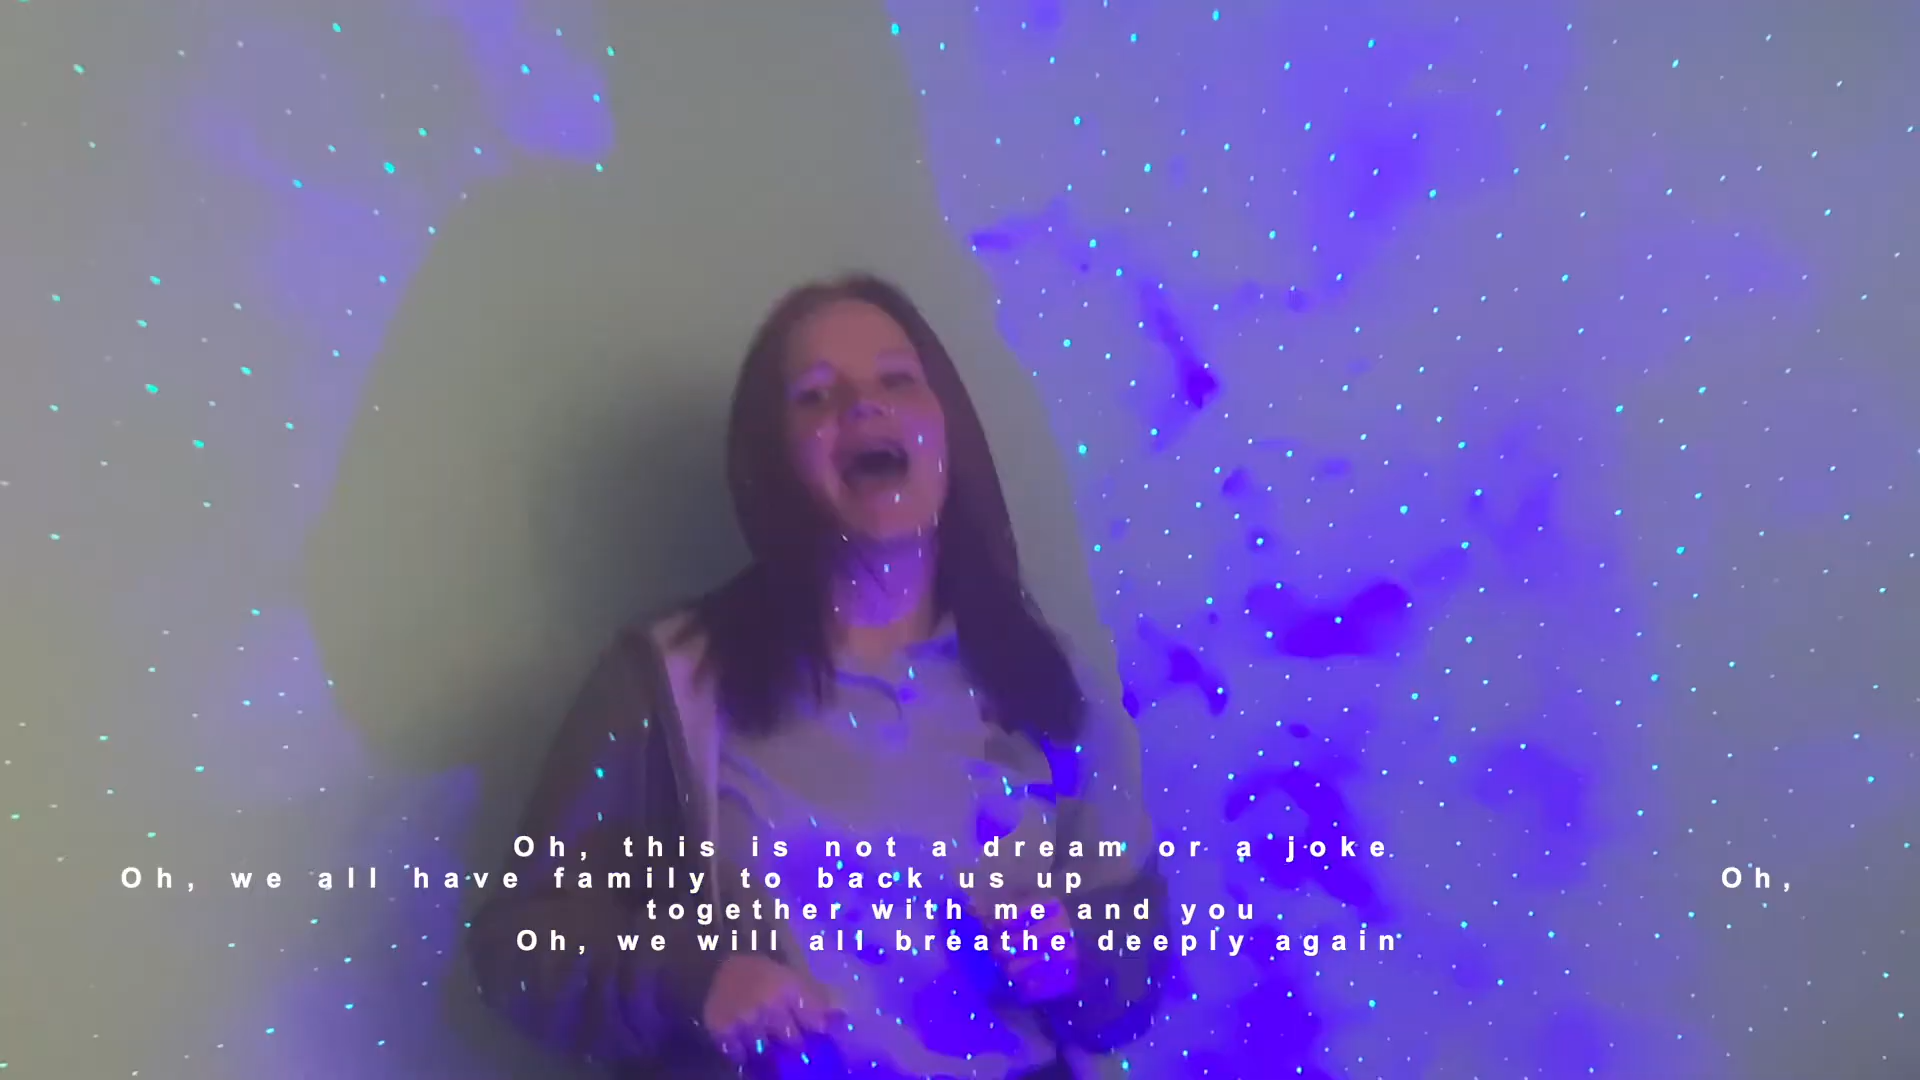 Oh, this is not a dream or a joke.
Oh, we all have family to back us up Oh,
together with me and you
Oh, we will all breathe deeply again